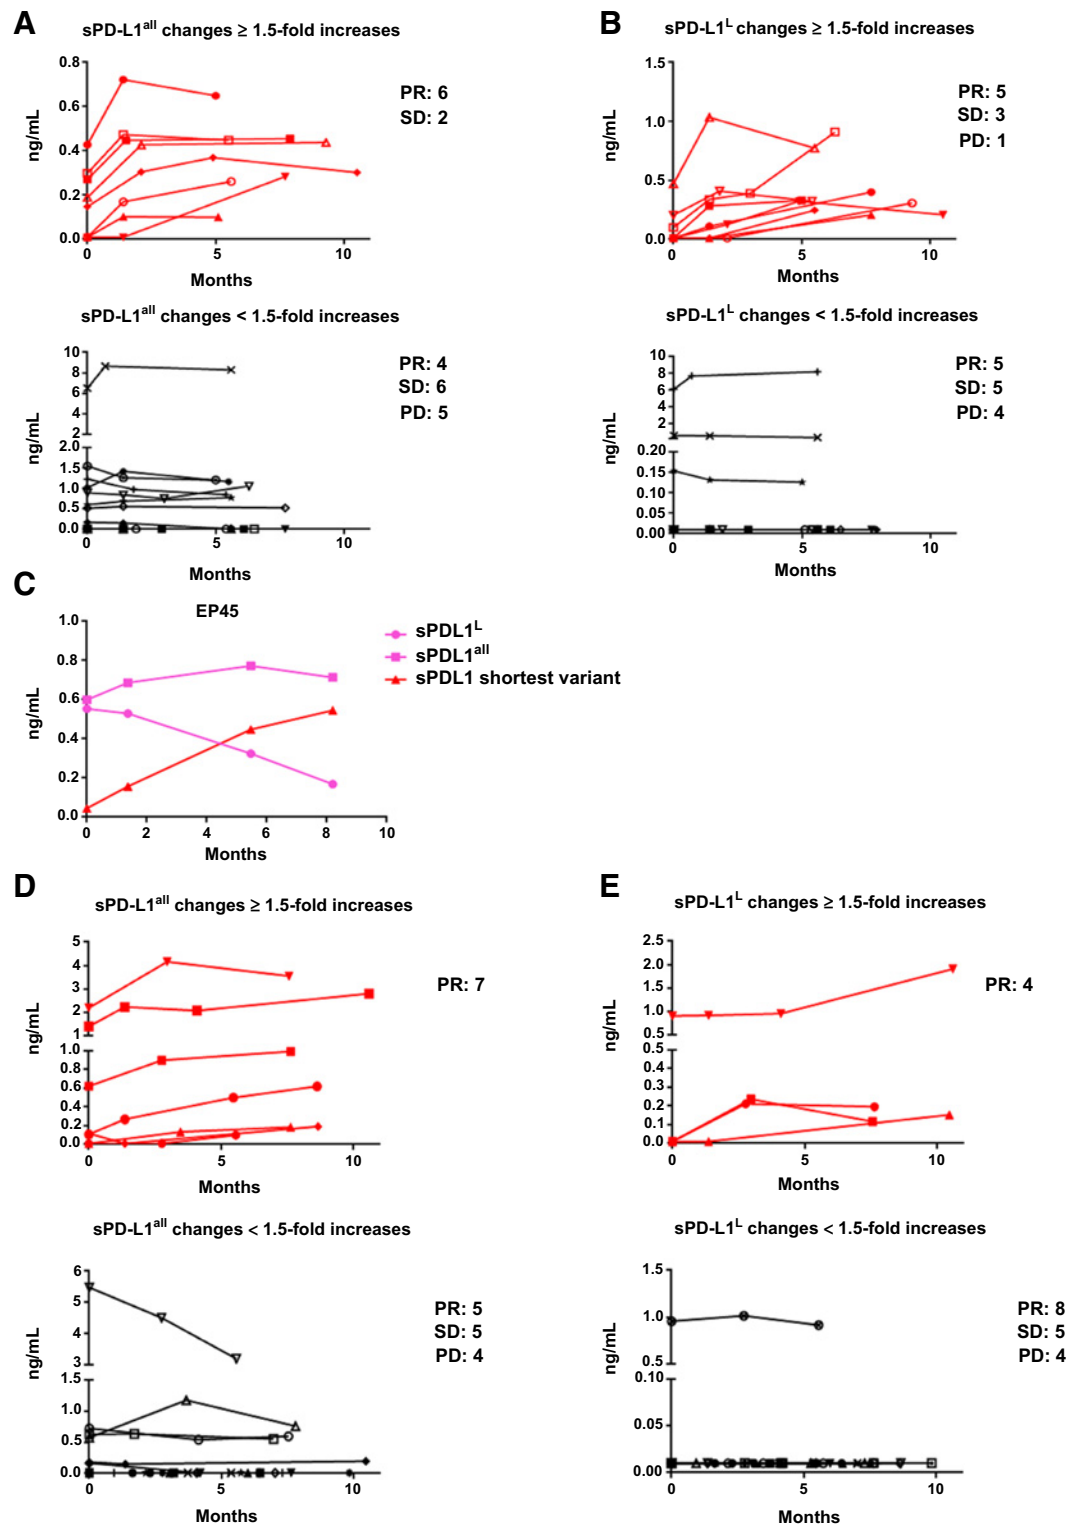 A
sPD-L1all changes ≥ 1.5-fold increases
0.8
0.6
0.4
0.2
0.0
ng/mL
0 5 10
Months
PR: 6
SD: 2
B
sPD-L1L changes ≥ 1.5-fold increases
1.5
1.0
0.5
0.0
ng/mL
0 5 10
Months
PR: 5
SD: 3
PD: 1
sPD-L1all changes < 1.5-fold increases
10
8
6
4
2
2.0
1.5
1.0
0.5
0.0
ng/mL
0 5 10
Months
PR: 4
SD: 6
PD: 5
sPD-L1L changes < 1.5-fold increases
10
8
6
4
2
0.20
0.15
0.10
0.05
0.00
ng/mL
0 5 10
Months
PR: 5
SD: 5
PD: 4
C
EP45
1.0
0.8
0.6
0.4
0.2
0.0
ng/mL
0 2 4 6 8 10
Months
sPDL1L
sPDL1all
sPDL1 shortest variant
D
sPD-L1all changes ≥ 1.5-fold increases
5
4
3
2
1
1.0
0.8
0.6
0.4
0.2
0.0
ng/mL
0 5 10
Months
PR: 7
E
sPD-L1L changes ≥ 1.5-fold increases
2.5
2.0
1.5
1.0
0.5
0.5
0.4
0.3
0.2
0.1
0.0
ng/mL
0 5 10
Months
PR: 4
sPD-L1all changes < 1.5-fold increases
6
5
4
3
1.5
1.0
0.5
0.0
ng/mL
0 5 10
Months
PR: 5
SD: 5
PD: 4
sPD-L1L changes < 1.5-fold increases
1.5
1.0
0.5
0.10
0.05
0.00
ng/mL
0 5 10
Months
PR: 8
SD: 5
PD: 4